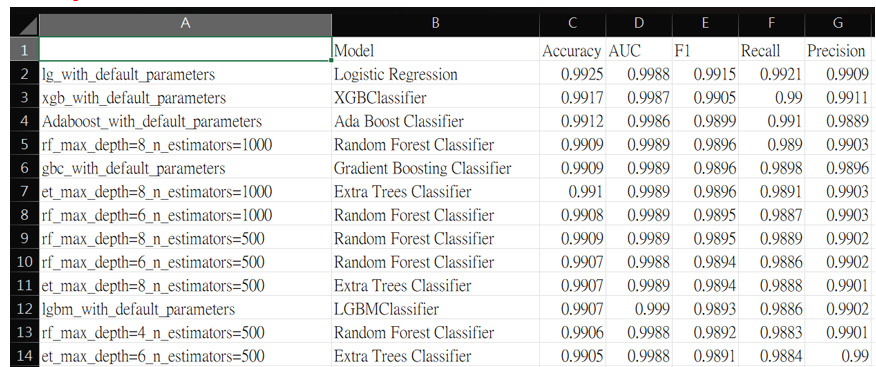 A B C D E F G
1 Model Accuracy AUC F1 Recall Precision
2 lg_with_default_parameters Logistic Regression 0.9925 0.9988 0.9915 0.9921 0.9909
3 xgb_with_default_parameters XGBClassifier 0.9917 0.9987 0.9905 0.99 0.9911
4 Adaboost_with_default_parameters Ada Boost Classifier 0.9912 0.9986 0.9899 0.991 0.9889
5 rf_max_depth=8_n_estimators=1000 Random Forest Classifier 0.9909 0.9989 0.9896 0.989 0.9903
6 gbc_with_default_parameters Gradient Boosting Classifier 0.9909 0.9989 0.9896 0.9898 0.9896
7 et_max_depth=8_n_estimators=1000 Extra Trees Classifier 0.991 0.9989 0.9896 0.9891 0.9903
8 rf_max_depth=6_n_estimators=1000 Random Forest Classifier 0.9908 0.9989 0.9895 0.9887 0.9903
9 rf_max_depth=8_n_estimators=500 Random Forest Classifier 0.9909 0.9989 0.9895 0.9889 0.9902
10 rf_max_depth=6_n_estimators=500 Random Forest Classifier 0.9907 0.9988 0.9894 0.9886 0.9902
11 et_max_depth=8_n_estimators=500 Extra Trees Classifier 0.9907 0.9989 0.9894 0.9888 0.9901
12 lgbm_with_default_parameters LGBMClassifier 0.9907 0.999 0.9893 0.9886 0.9902
13 rf_max_depth=4_n_estimators=500 Random Forest Classifier 0.9906 0.9988 0.9892 0.9883 0.9901
14 et_max_depth=6_n_estimators=500 Extra Trees Classifier 0.9905 0.9988 0.9891 0.9884 0.99